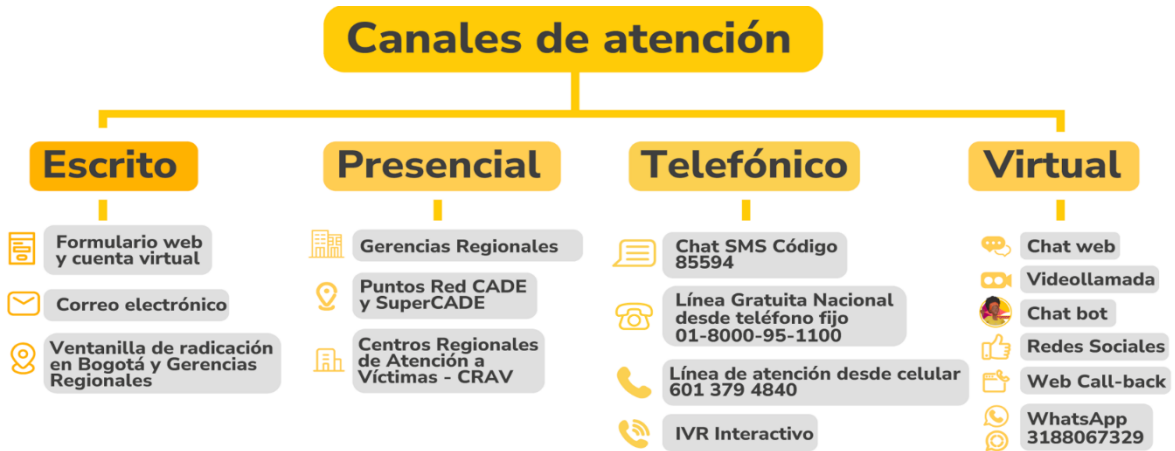 Canales de atención
Escrito
Formulario web
y cuenta virtual
Correo electrónico
Ventanilla de radicación
en Bogotá y Gerencias
Regionales
Presencial
Gerencias Regionales
Puntos Red CADE
y SuperCADE
Centros Regionales
de Atención a
Víctimas - CRAV
Telefónico
Chat SMS Código
85594
Línea Gratuita Nacional
desde teléfono fijo
01-8000-95-1100
Línea de atención desde celular
601 379 4840
IVR Interactivo
Virtual
Chat web
Videollamada
Chat bot
Redes Sociales
Web Call-back
WhatsApp
3188067329